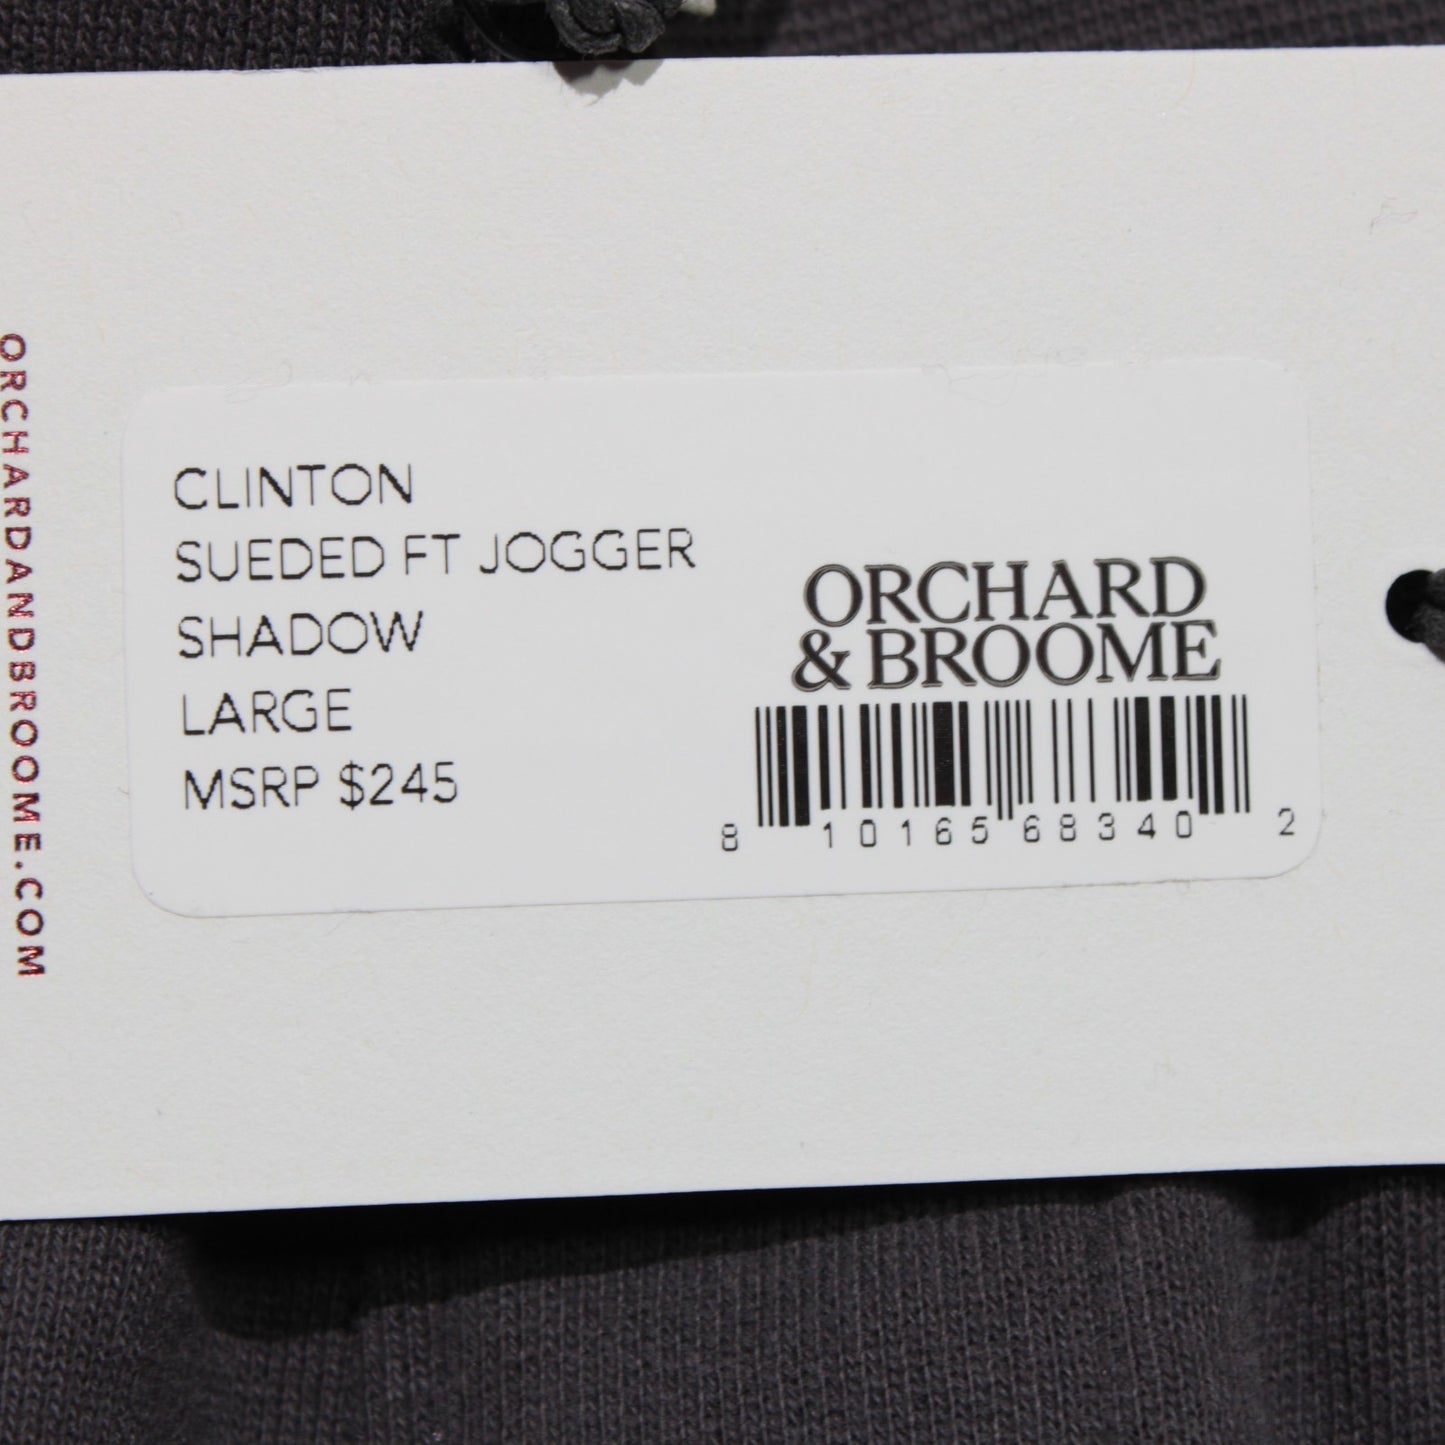 ORCHARDANDBROOME.COM
CLINTON
SUEDED FT JOGGER
SHADOW
LARGE
MSRP $245
ORCHARD
& BROOME
8 10165 68340 2